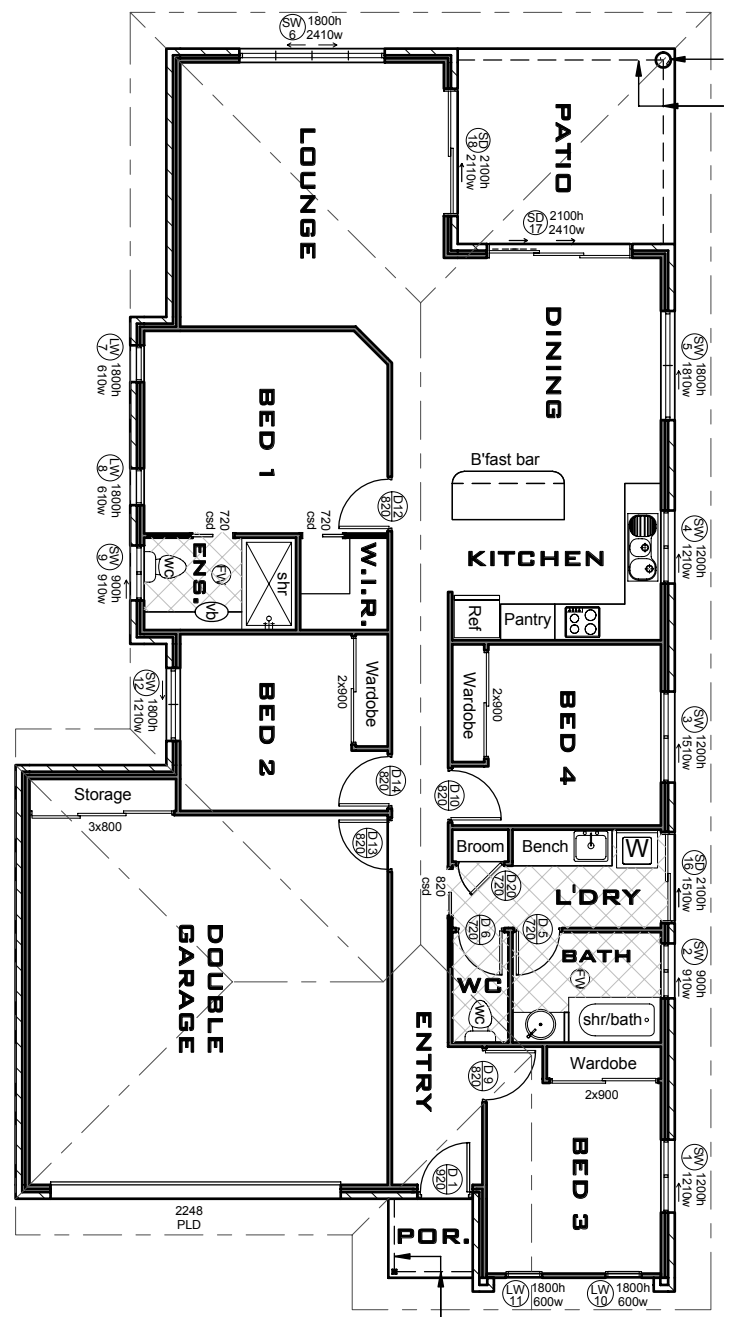 SW 6
1800h
2410w
LOUNGE
PATIO
SD 18
2100h
2110w
SD 17
2100h
2410w
DINING
SW 5
1800h
1810w
LW 7
1800h
610w
BED 1
B'fast bar
LW 8
1800h
610w
D12
820
SW 4
1200h
1210w
720
csd
720
csd
KITCHEN
SW 9
900h
910w
wc
ENS.
FW
vb
shr
W.I.R.
Ref
Pantry
SW 12
1800h
1210w
BED 2
Wardobe
2x900
Wardobe
2x900
BED 4
SW 3
1200h
1510w
D14
820
D10
820
Storage
3x800
D13
820
Broom
Bench
W
D20
720
820
csd
L'DRY
SD 16
2100h
1510w
D 6
720
D 5
720
DOUBLE
GARAGE
WC
wc
BATH
FW
SW 2
900h
910w
shr/bath
ENTRY
D 9
820
Wardobe
2x900
D 1
920
BED 3
SW 1
1200h
1210w
2248
PLD
POR.
LW 11
1800h
600w
LW 10
1800h
600w